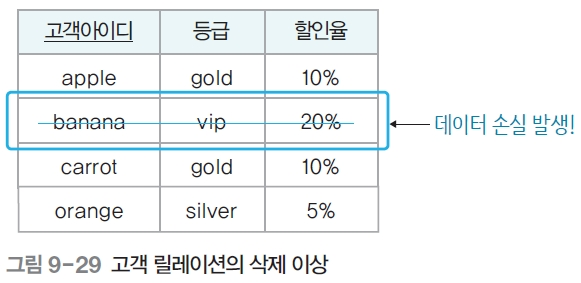 고객아이디 등급 할인율
apple gold 10%
banana vip 20% 데이터 손실 발생!
carrot gold 10%
orange silver 5%
그림 9-29 고객 릴레이션의 삭제 이상